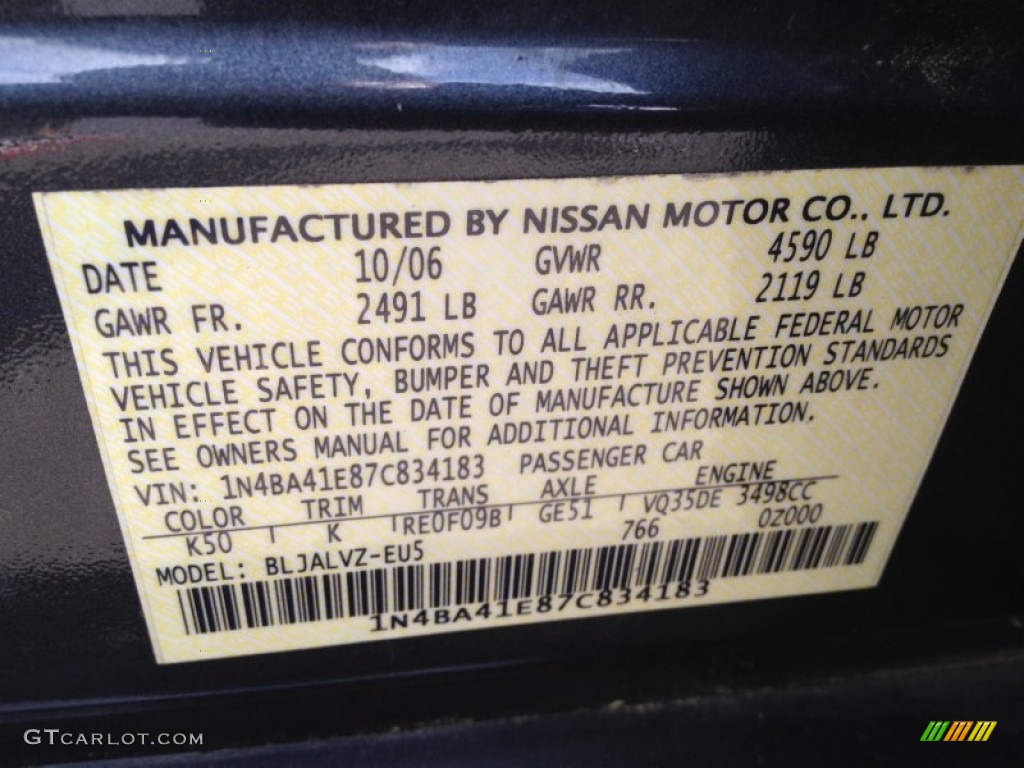 MANUFACTURED BY NISSAN MOTOR CO., LTD.
DATE 10/06 GVWR 4590 LB
GAWR FR. 2491 LB GAWR RR. 2119 LB
THIS VEHICLE CONFORMS TO ALL APPLICABLE FEDERAL MOTOR
VEHICLE SAFETY, BUMPER AND THEFT PREVENTION STANDARDS
IN EFFECT ON THE DATE OF MANUFACTURE SHOWN ABOVE.
SEE OWNERS MANUAL FOR ADDITIONAL INFORMATION.
VIN: 1N4BA41E87C834183 PASSENGER CAR
COLOR TRIM TRANS AXLE ENGINE
K50 K RE0F09B GE51 VQ35DE 3498CC
766 0Z000
MODEL: BLJALVZ-EU5
1N4BA41E87C834183
GTCARLOT.COM